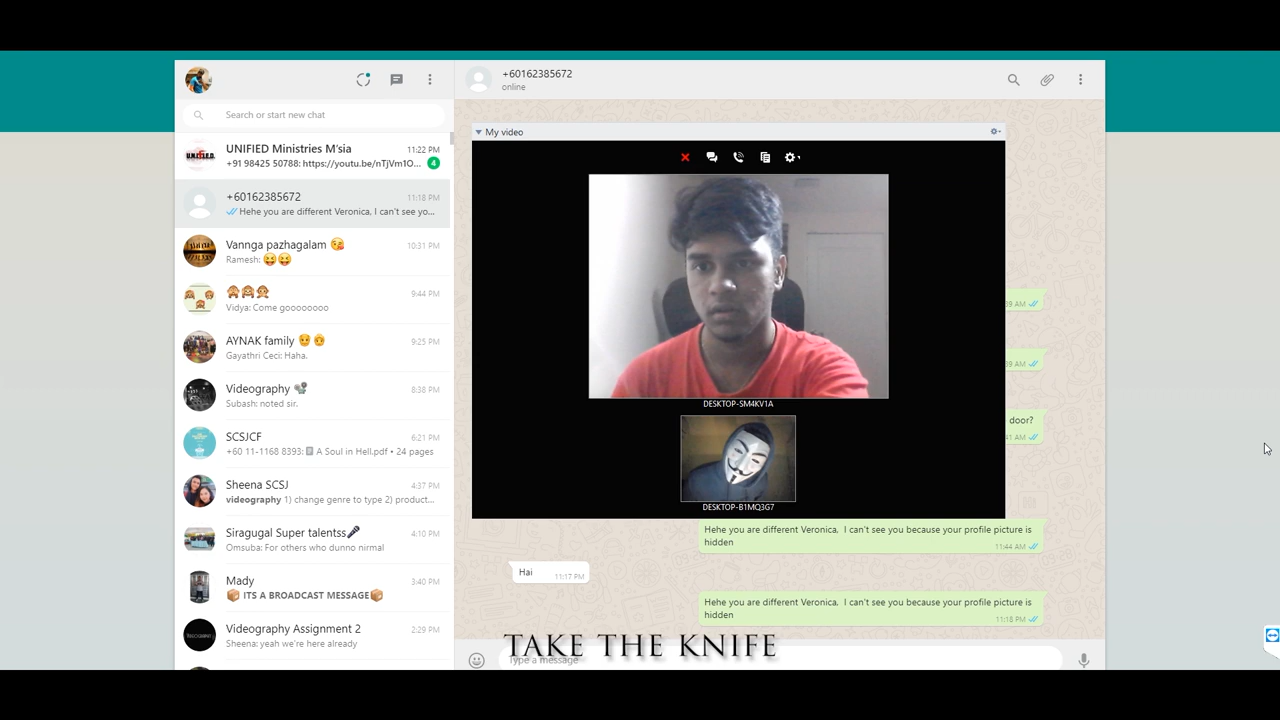 +60162385672
online
Search or start new chat
UNIFIED Ministries M'sia
11:22 PM
+91 98425 50788: https://youtu.be/nTjVm1O...
4
+60162385672
11:18 PM
Hehe you are different Veronica, I can't see yo...
Vannga pazhagalam
10:31 PM
Ramesh:
9:44 PM
Vidya: Come goooooooo
AYNAK family
9:25 PM
Gayathri Ceci: Haha.
Videography
8:38 PM
Subash: noted sir.
SCSJCF
6:21 PM
+60 11-1168 8393: A Soul in Hell.pdf • 24 pages
Sheena SCSJ
4:37 PM
videography 1) change genre to type 2) product...
Siragugal Super talentss
4:10 PM
Omsuba: For others who dunno nirmal
Mady
3:40 PM
ITS A BROADCAST MESSAGE
Videography Assignment 2
2:29 PM
Sheena: yeah we're here already
My video
DESKTOP-SM4KV1A
DESKTOP-B1MQ3G7
door?
Hehe you are different Veronica, I can't see you because your profile picture is
hidden
11:44 AM
Hai
11:17 PM
Hehe you are different Veronica, I can't see you because your profile picture is
hidden
11:18 PM
TAKE THE KNIFE
Type a message